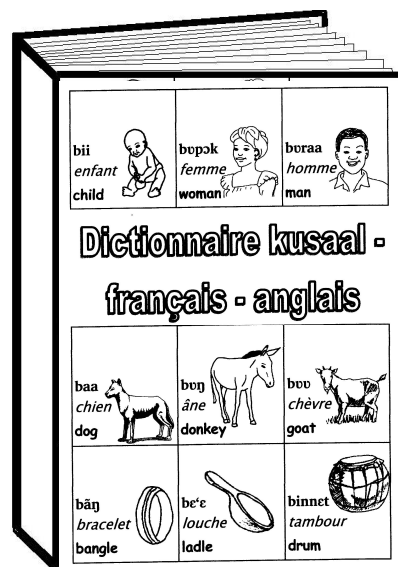 bii
enfant
child
bʋpɔk
femme
woman
bʋraa
homme
man
Dictionnaire kusaal -
français - anglais
baa
chien
dog
bʋŋ
âne
donkey
bʋʋ
chèvre
goat
bãŋ
bracelet
bangle
bɛ‘ɛ
louche
ladle
binnɛt
tambour
drum